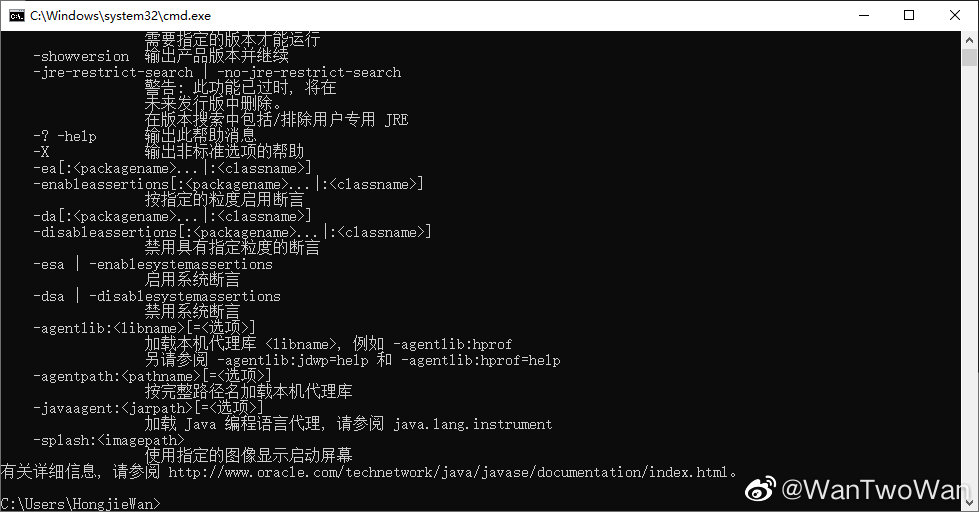 C:\Windows\system32\cmd.exe
需要指定的版本才能运行
-showversion 输出产品版本并继续
-jre-restrict-search | -no-jre-restrict-search
警告: 此功能已过时, 将在
未来发行版中删除。
在版本搜索中包括/排除用户专用 JRE
-? -help 输出此帮助消息
-X 输出非标准选项的帮助
-ea[:<packagename>...|:<classname>]
-enableassertions[:<packagename>...|:<classname>]
按指定的粒度启用断言
-da[:<packagename>...|:<classname>]
-disableassertions[:<packagename>...|:<classname>]
禁用具有指定粒度的断言
-esa | -enablesystemassertions
启用系统断言
-dsa | -disablesystemassertions
禁用系统断言
-agentlib:<libname>[=<选项>]
加载本机代理库 <libname>, 例如 -agentlib:hprof
另请参阅 -agentlib:jdwp=help 和 -agentlib:hprof=help
-agentpath:<pathname>[=<选项>]
按完整路径名加载本机代理库
-javaagent:<jarpath>[=<选项>]
加载 Java 编程语言代理, 请参阅 java.lang.instrument
-splash:<imagepath>
使用指定的图像显示启动屏幕
有关详细信息, 请参阅 http://www.oracle.com/technetwork/java/javase/documentation/index.html。
C:\Users\HongjieWan>
@WanTwoWan